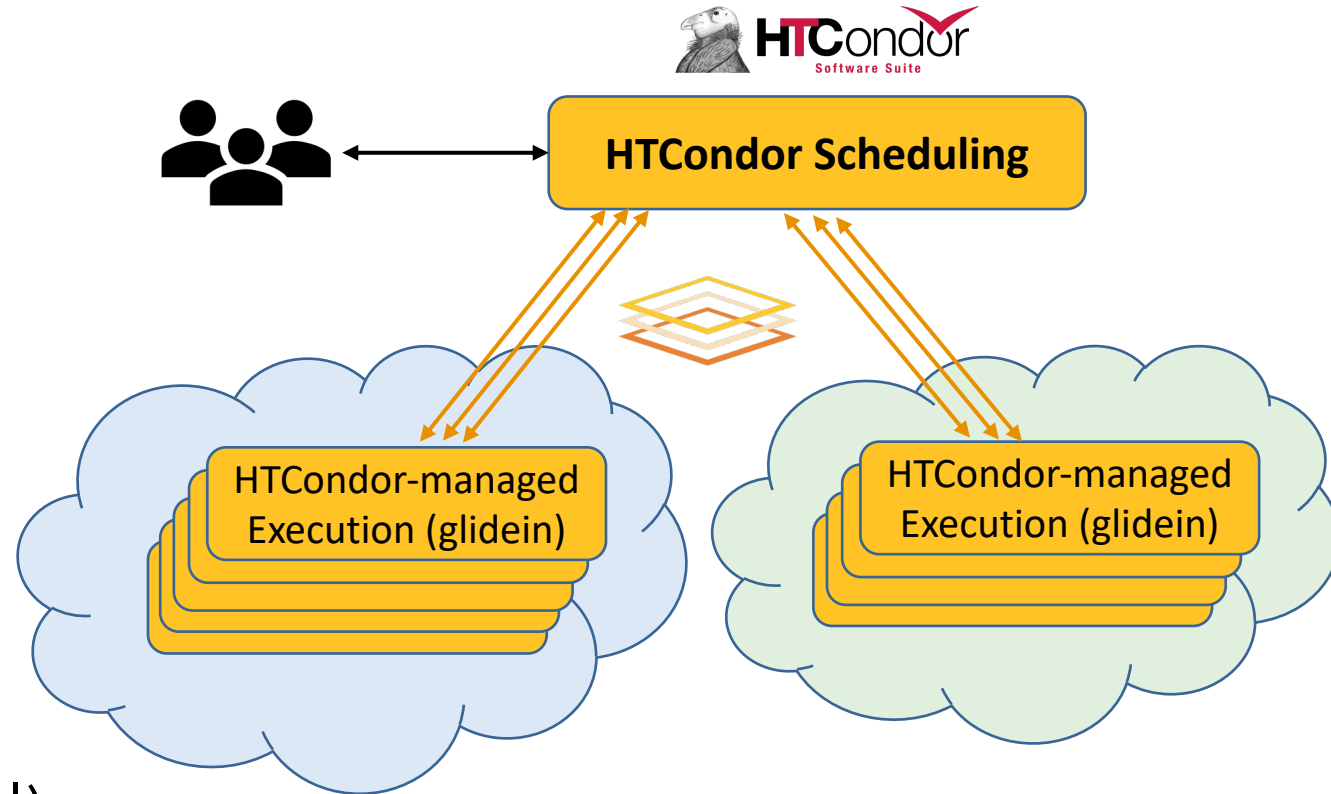 HTCondor
Software Suite
HTCondor Scheduling
HTCondor-managed
Execution (glidein)
HTCondor-managed
Execution (glidein)